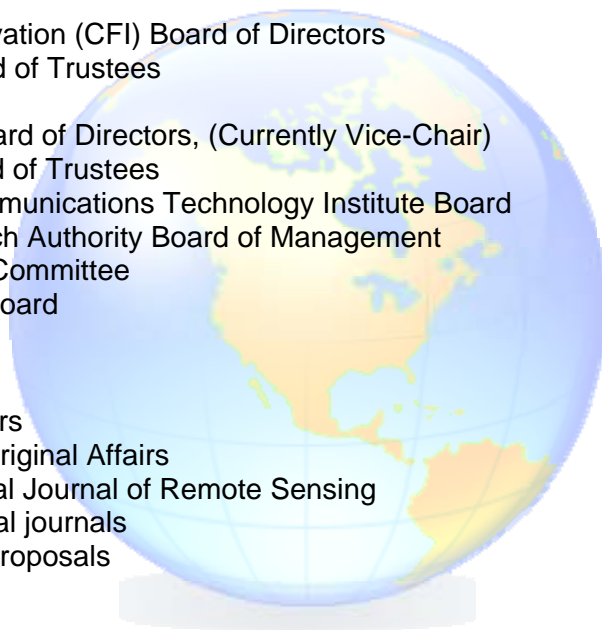 vation (CFI) Board of Directors
d of Trustees
ard of Directors, (Currently Vice-Chair)
d of Trustees
munications Technology Institute Board
ch Authority Board of Management
Committee
oard
rs
riginal Affairs
al Journal of Remote Sensing
al journals
roposals